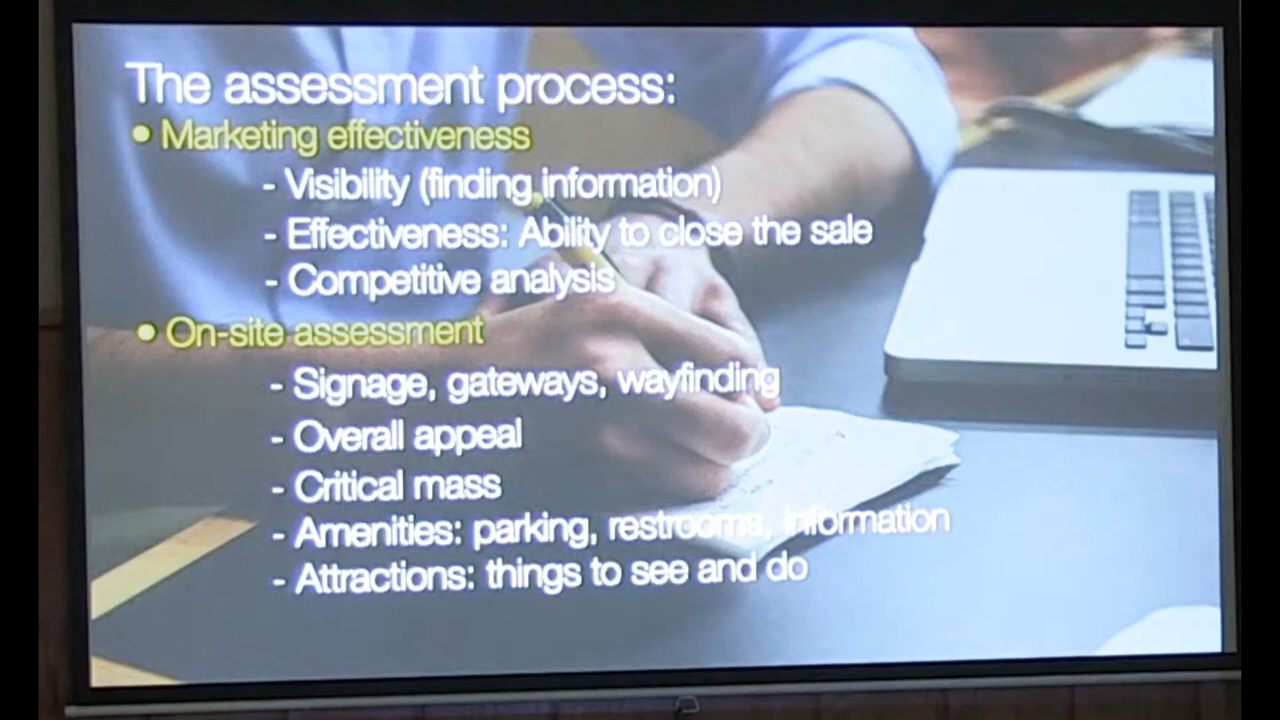 The assessment process:
• Marketing effectiveness
- Visibility (finding information)
- Effectiveness: Ability to close the sale
- Competitive analysis
• On-site assessment
- Signage, gateways, wayfinding
- Overall appeal
- Critical mass
- Amenities: parking, restrooms, information
- Attractions: things to see and do